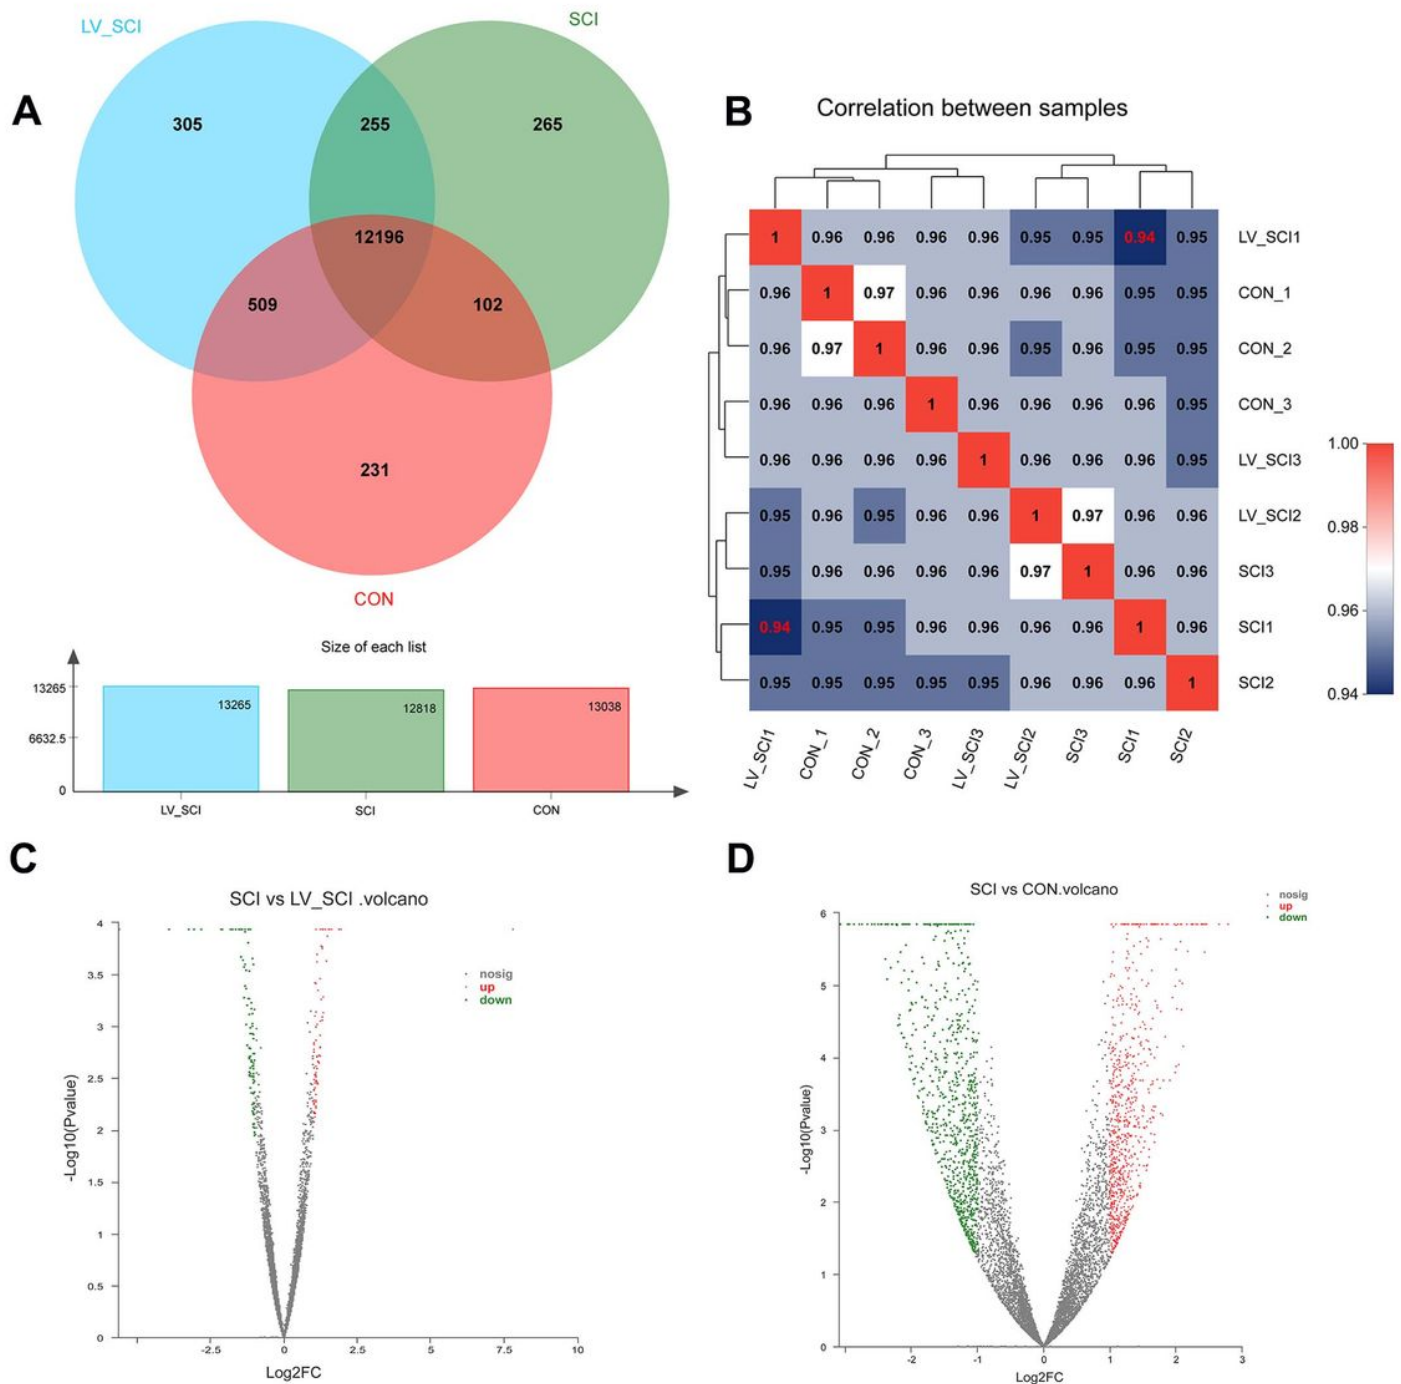 A
LV_SCI
SCI
305
255
265
12196
509
102
231
CON
Size of each list
13265
6632.5
0
13265
12818
13038
LV_SCI
SCI
CON
B
Correlation between samples
1 0.96 0.96 0.96 0.96 0.95 0.95 0.94 0.95 LV_SCI1
0.96 1 0.97 0.96 0.96 0.96 0.96 0.95 0.95 CON_1
0.96 0.97 1 0.96 0.96 0.95 0.96 0.95 0.95 CON_2
0.96 0.96 0.96 1 0.96 0.96 0.96 0.96 0.95 CON_3
0.96 0.96 0.96 0.96 1 0.96 0.96 0.96 0.95 LV_SCI3
0.95 0.96 0.95 0.96 0.96 1 0.97 0.96 0.96 LV_SCI2
0.95 0.96 0.96 0.96 0.96 0.97 1 0.96 0.96 SCI3
0.94 0.95 0.95 0.96 0.96 0.96 0.96 1 0.96 SCI1
0.95 0.95 0.95 0.95 0.95 0.96 0.96 0.96 1 SCI2
LV_SCI1 CON_1 CON_2 CON_3 LV_SCI3 LV_SCI2 SCI3 SCI1 SCI2
1.00
0.98
0.96
0.94
C
SCI vs LV_SCI .volcano
4
3.5
3
2.5
2
1.5
1
0.5
0
-Log10(Pvalue)
nosig
up
down
-2.5 0 2.5 5 7.5 10
Log2FC
D
SCI vs CON.volcano
nosig
up
down
6
5
4
3
2
1
0
-Log10(Pvalue)
-2 -1 0 1 2 3
Log2FC